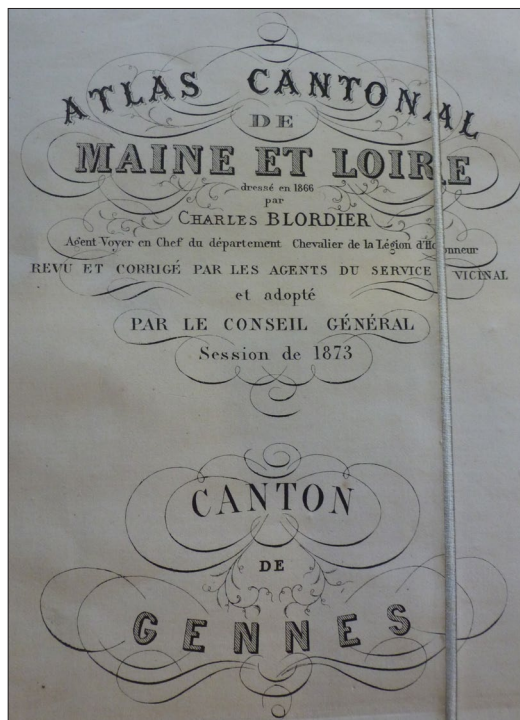 ATLAS CANTONAL
DE
MAINE ET LOIRE
dressé en 1866
par
CHARLES BLORDIER
Agent Voyer en Chef du département Chevalier de la Légion d'Honneur
REVU ET CORRIGÉ PAR LES AGENTS DU SERVICE VICINAL
et adopté
PAR LE CONSEIL GÉNÉRAL
Session de 1873
CANTON
DE
GENNES